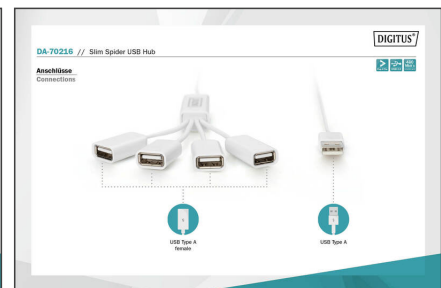 DIGITUS®
DA-70216 // Slim Spider USB Hub
Anschlüsse
Connections
USB Type A
female
USB Type A